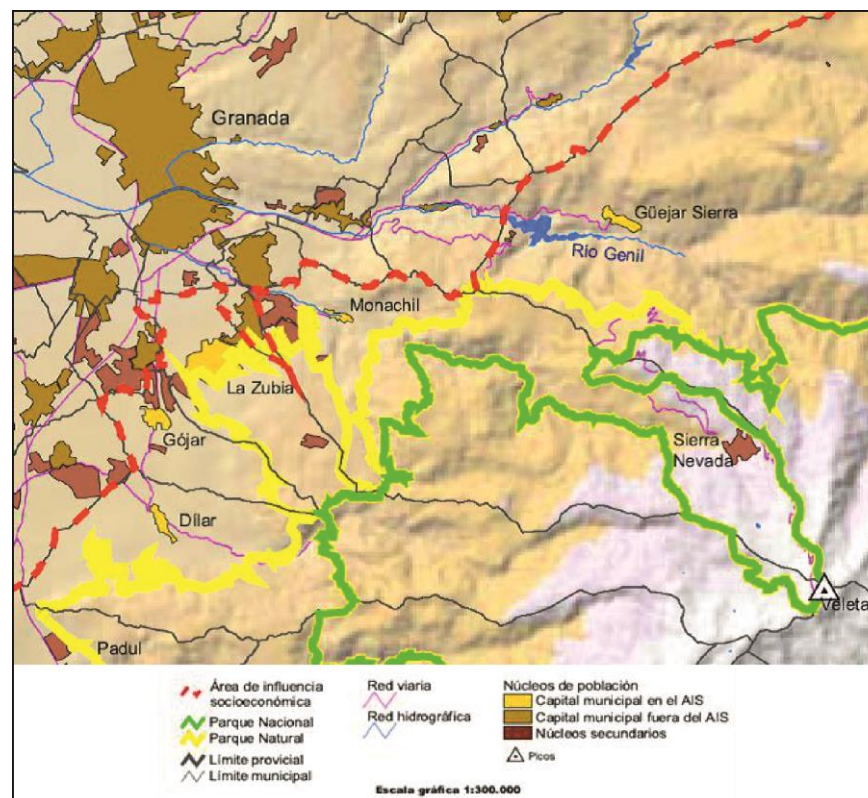 Granada
Güejar Sierra
Río Genil
Monachil
La Zubia
Gójar
Sierra
Nevada
Dílar
Veleta
Padul
Área de influencia
socioeconómica
Parque Nacional
Parque Natural
Límite provicial
Límite municipal
Red viaria
Red hidrográfica
Núcleos de población
Capital municipal en el AIS
Capital municipal fuera del AIS
Núcleos secundarios
Picos
Escala gráfica 1:300.000